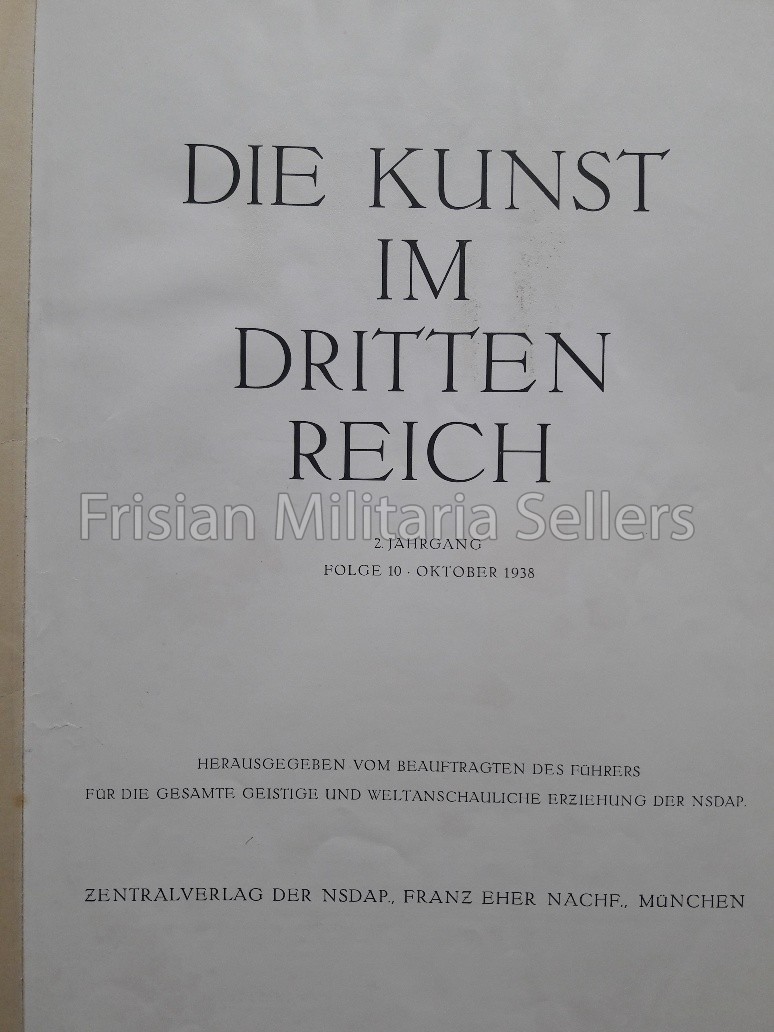 DIE KUNST
IM
DRITTEN
REICH
Frisian Militaria Sellers
2. JAHRGANG
FOLGE 10 · OKTOBER 1938
HERAUSGEGEBEN VOM BEAUFTRAGTEN DES FÜHRERS
FÜR DIE GESAMTE GEISTIGE UND WELTANSCHAULICHE ERZIEHUNG DER NSDAP.
ZENTRALVERLAG DER NSDAP., FRANZ EHER NACHF., MÜNCHEN